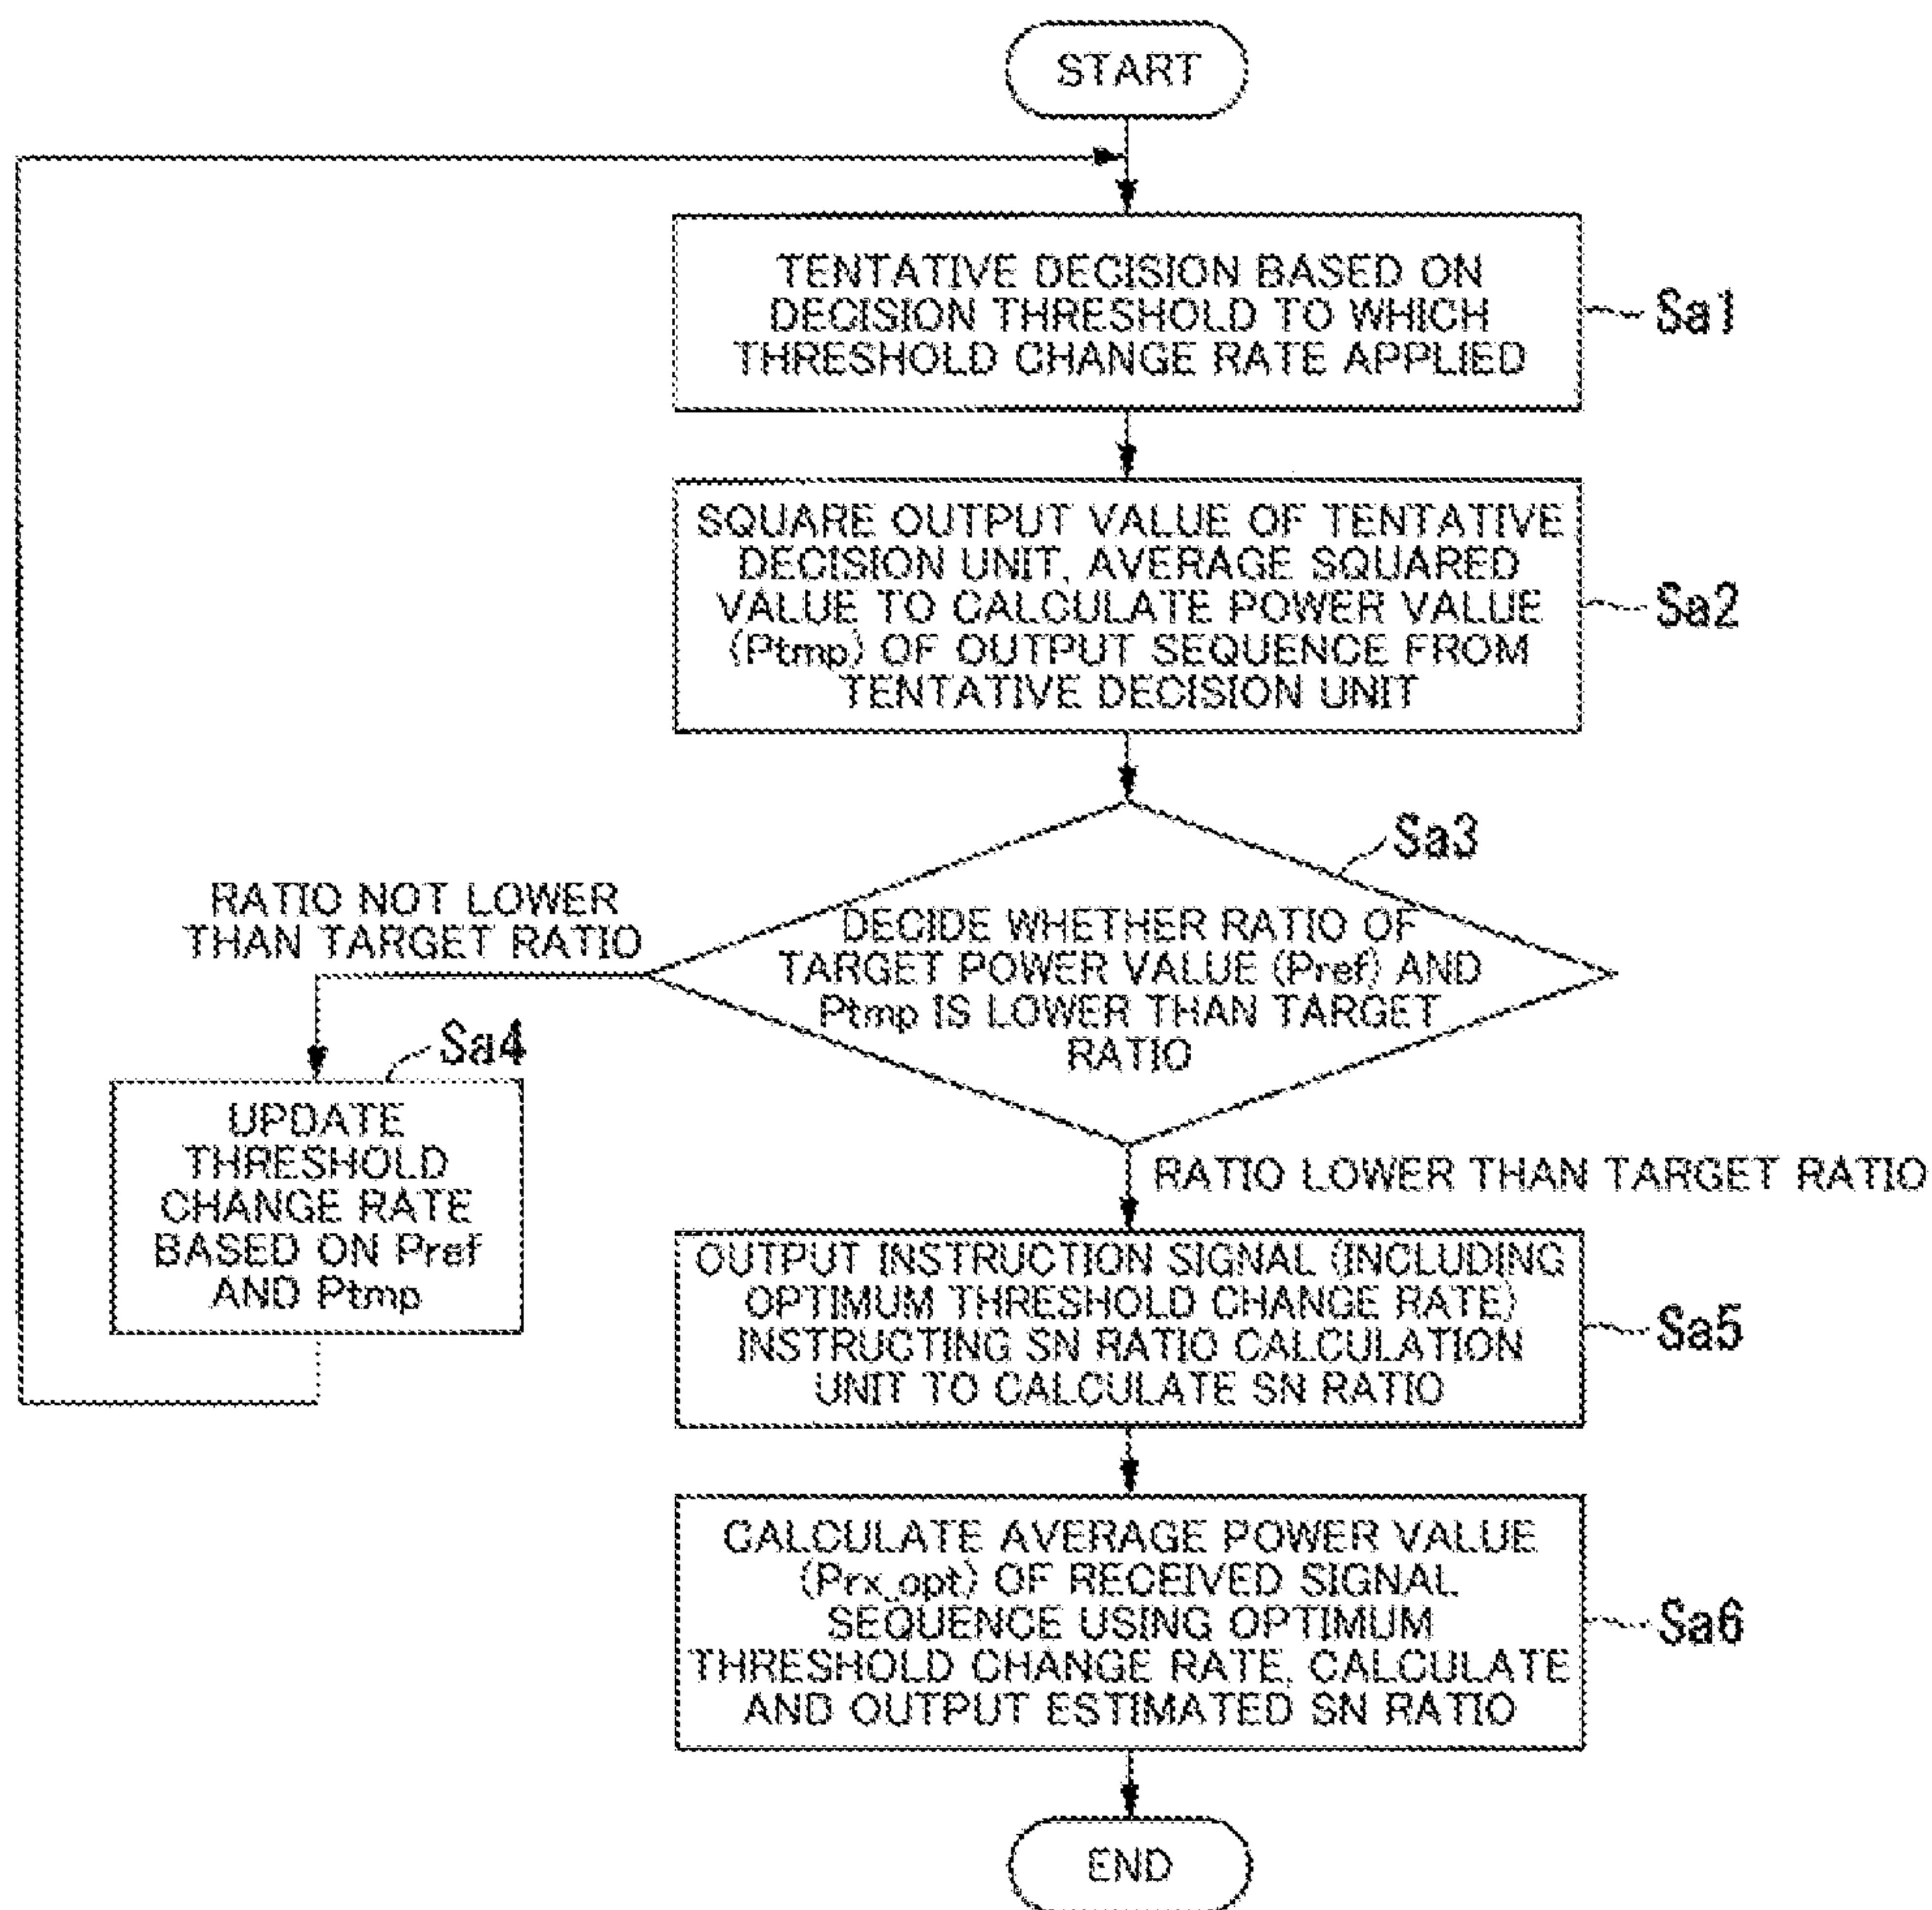 START
TENTATIVE DECISION BASED ON
DECISION THRESHOLD TO WHICH
THRESHOLD CHANGE RATE APPLIED
Sa1
SQUARE OUTPUT VALUE OF TENTATIVE
DECISION UNIT, AVERAGE SQUARED
VALUE TO CALCULATE POWER VALUE
(Ptmp) OF OUTPUT SEQUENCE FROM
TENTATIVE DECISION UNIT
Sa2
Sa3
DECIDE WHETHER RATIO OF
TARGET POWER VALUE (Pref) AND
Ptmp IS LOWER THAN TARGET
RATIO
RATIO NOT LOWER
THAN TARGET RATIO
Sa4
UPDATE
THRESHOLD
CHANGE RATE
BASED ON Pref
AND Ptmp
RATIO LOWER THAN TARGET RATIO
OUTPUT INSTRUCTION SIGNAL (INCLUDING
OPTIMUM THRESHOLD CHANGE RATE)
INSTRUCTING SN RATIO CALCULATION
UNIT TO CALCULATE SN RATIO
Sa5
CALCULATE AVERAGE POWER VALUE
(Prx_opt) OF RECEIVED SIGNAL
SEQUENCE USING OPTIMUM
THRESHOLD CHANGE RATE, CALCULATE
AND OUTPUT ESTIMATED SN RATIO
Sa6
END